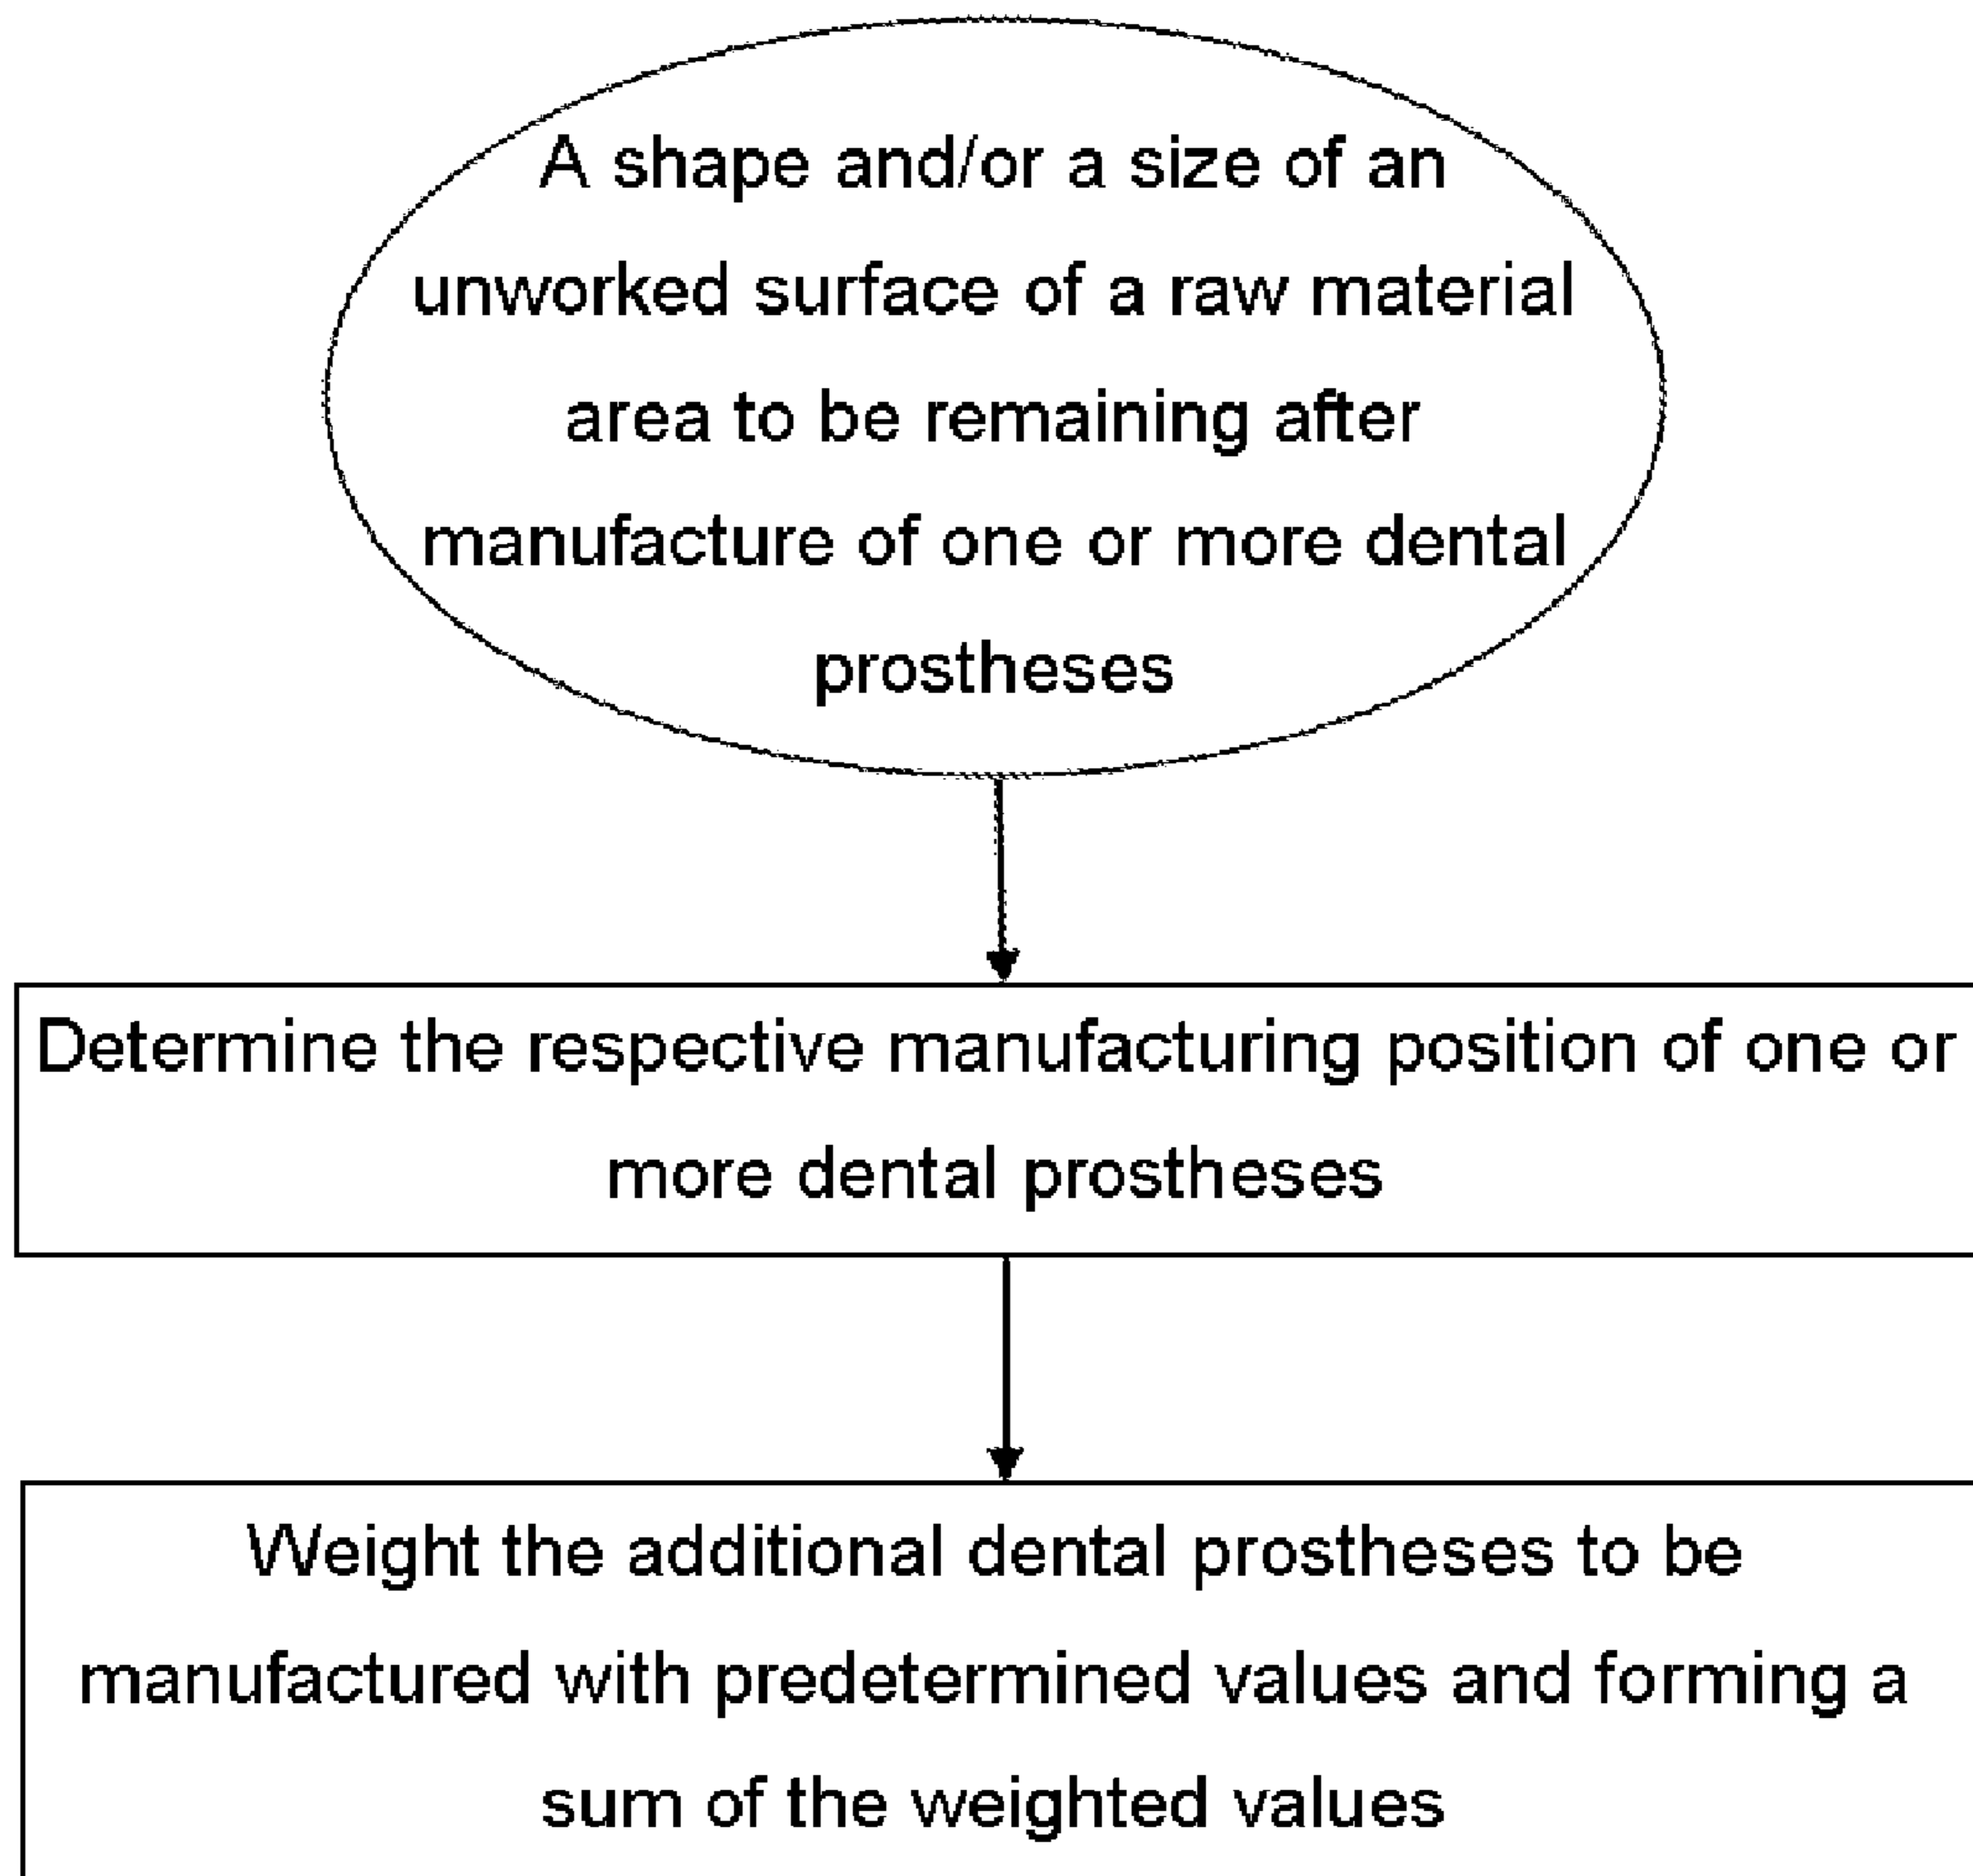 A shape and/or a size of an
unworked surface of a raw material
area to be remaining after
manufacture of one or more dental
prostheses
Determine the respective manufacturing position of one or
more dental prostheses
Weight the additional dental prostheses to be
manufactured with predetermined values and forming a
sum of the weighted values